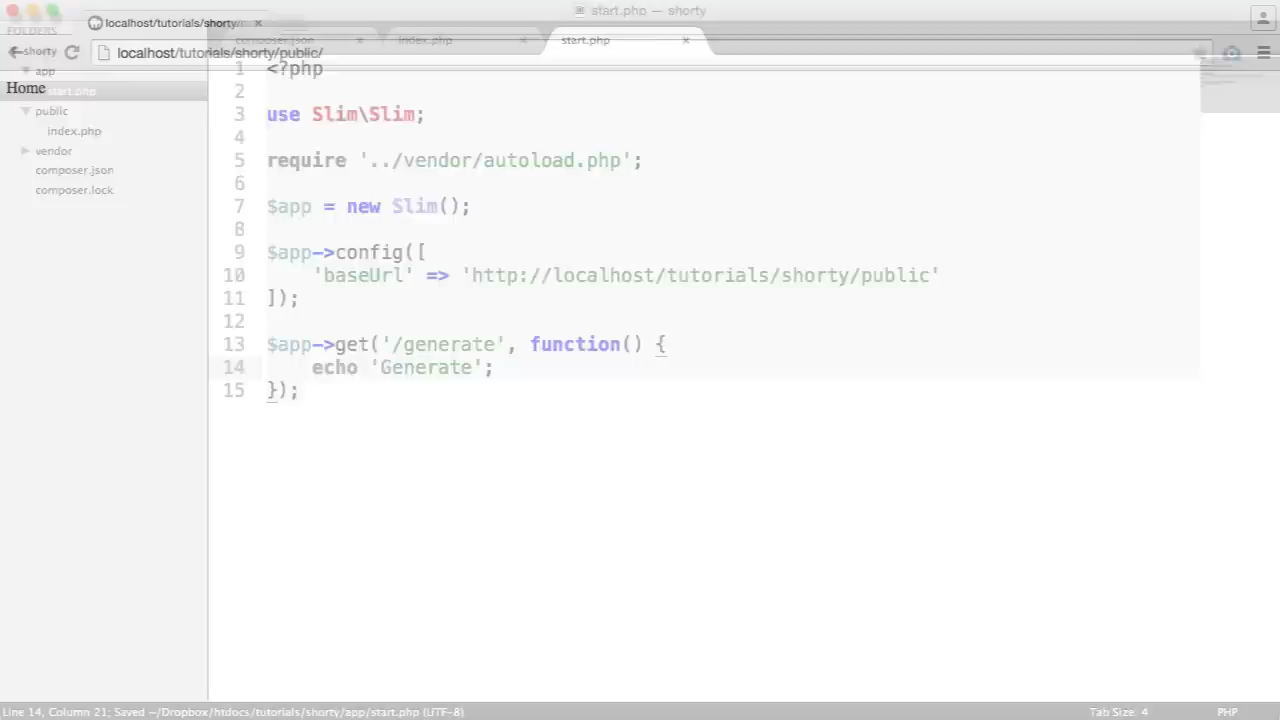 start.php — shorty
localhost/tutorials/shorty/
FOLDERS
composer.json
index.php
start.php
shorty
localhost/tutorials/shorty/public/
app
Home
start.php
public
index.php
vendor
composer.json
composer.lock
1 <?php
2
3 use Slim\Slim;
4
5 require '../vendor/autoload.php';
6
7 $app = new Slim();
8
9 $app->config([
10 'baseUrl' => 'http://localhost/tutorials/shorty/public'
11 ]);
12
13 $app->get('/generate', function() {
14 echo 'Generate';
15 });
Line 14, Column 21; Saved ~/Dropbox/htdocs/tutorials/shorty/app/start.php (UTF-8)
Tab Size: 4
PHP